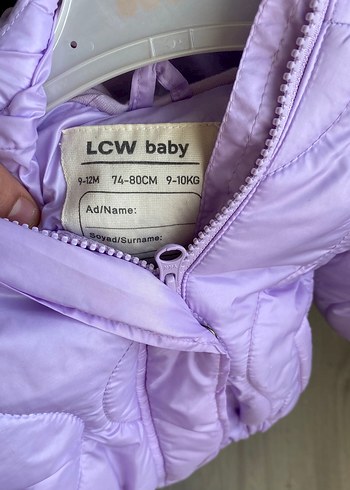 LCW baby
9-12M 74-80CM 9-10KG
Ad/Name:
Soyad/Surname: